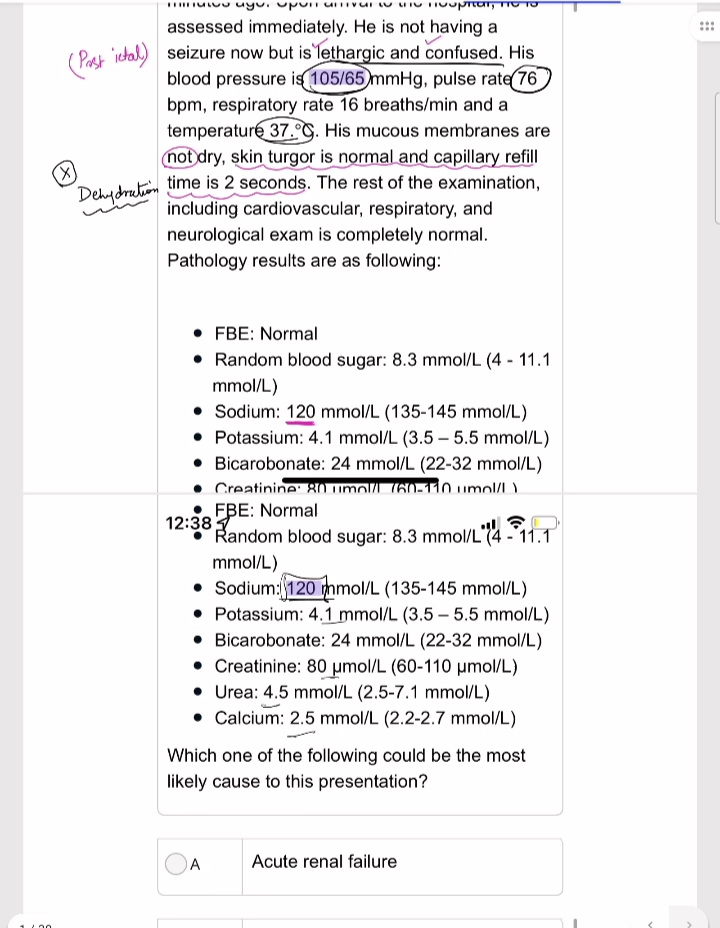 assessed immediately. He is not having a
(Post ictal) seizure now but is lethargic and confused. His
blood pressure is 105/65 mmHg, pulse rate 76
bpm, respiratory rate 16 breaths/min and a
temperature 37.°C. His mucous membranes are
not dry, skin turgor is normal and capillary refill
(X) Dehydration time is 2 seconds. The rest of the examination,
including cardiovascular, respiratory, and
neurological exam is completely normal.
Pathology results are as following:
• FBE: Normal
• Random blood sugar: 8.3 mmol/L (4 - 11.1
mmol/L)
• Sodium: 120 mmol/L (135-145 mmol/L)
• Potassium: 4.1 mmol/L (3.5 – 5.5 mmol/L)
• Bicarobonate: 24 mmol/L (22-32 mmol/L)
• Creatinine: 80 µmol/L (60-110 µmol/L)
• FBE: Normal
12:38
• Random blood sugar: 8.3 mmol/L (4 - 11.1
mmol/L)
• Sodium: 120 mmol/L (135-145 mmol/L)
• Potassium: 4.1 mmol/L (3.5 – 5.5 mmol/L)
• Bicarobonate: 24 mmol/L (22-32 mmol/L)
• Creatinine: 80 µmol/L (60-110 µmol/L)
• Urea: 4.5 mmol/L (2.5-7.1 mmol/L)
• Calcium: 2.5 mmol/L (2.2-2.7 mmol/L)
Which one of the following could be the most
likely cause to this presentation?
A Acute renal failure